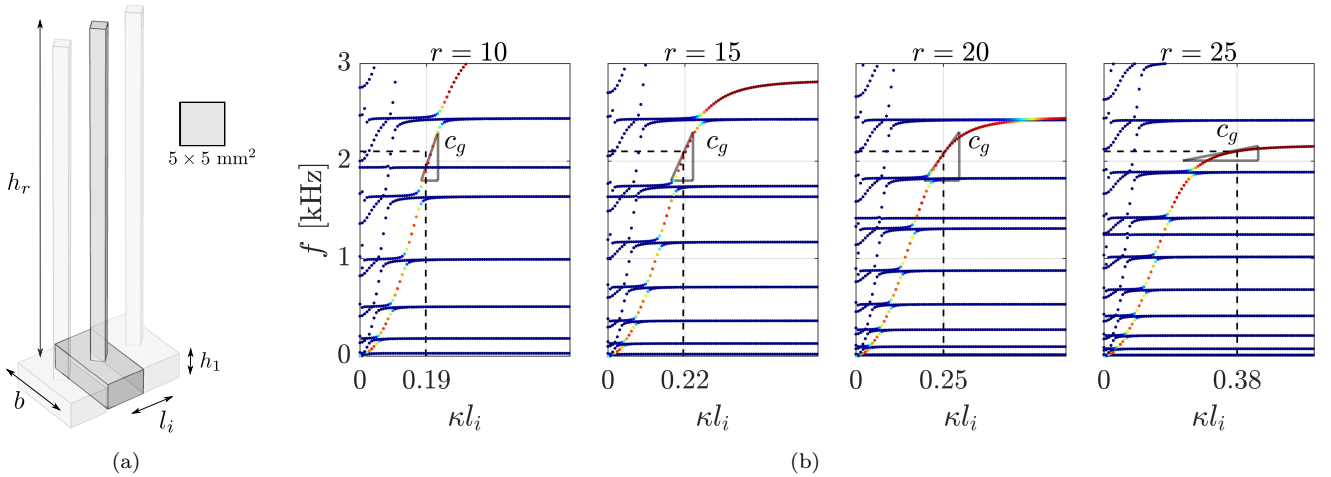 h_r
5 × 5 mm²
h_1
b
l_i
(a)
r = 10
r = 15
r = 20
r = 25
f [kHz]
3
2
1
0
c_g
c_g
c_g
c_g
0 0.19
0 0.22
0 0.25
0 0.38
κl_i
κl_i
κl_i
κl_i
(b)